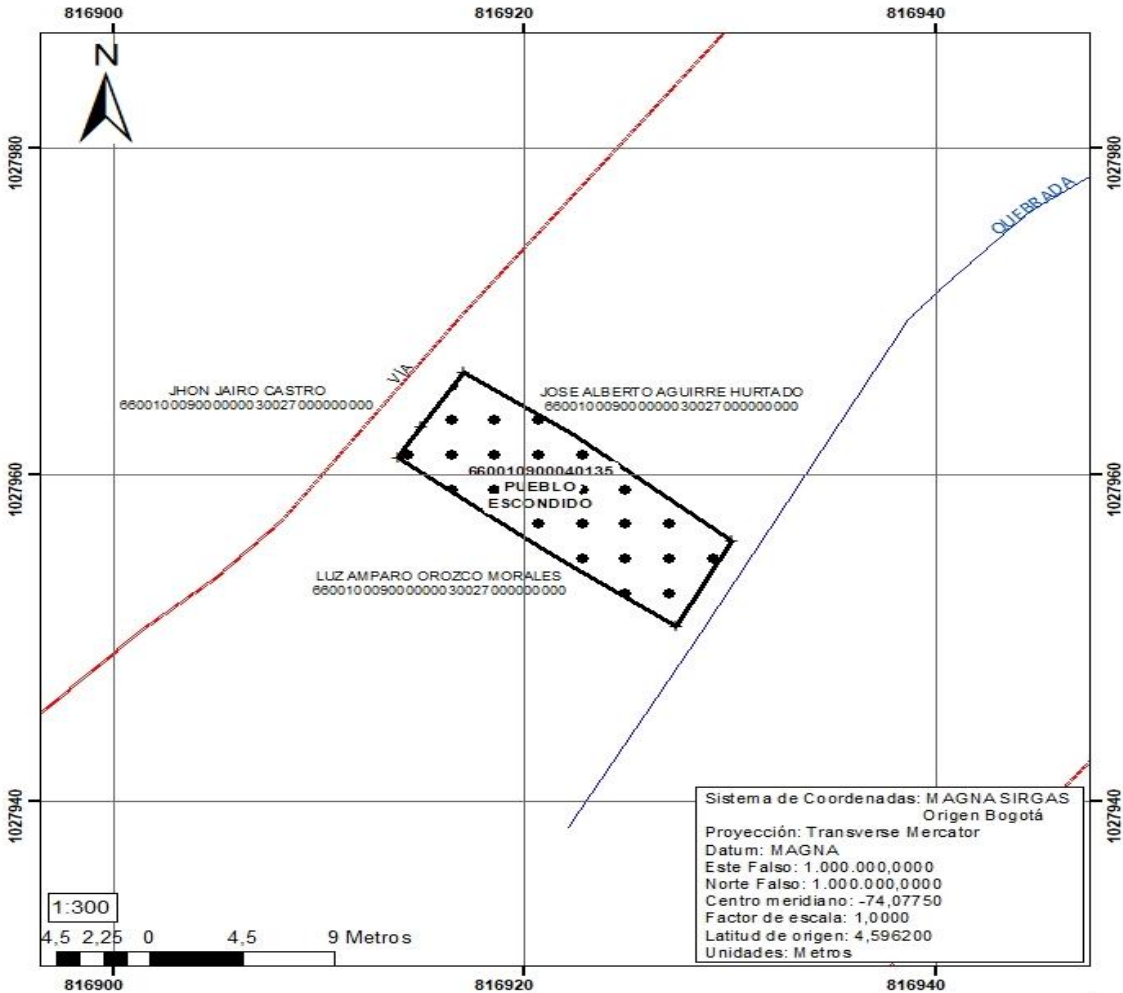 816900
816920
816940
N
1027980
1027980
QUEBRADA
VÍA
JHON JAIRO CASTRO
660010009000000030027000000000
JOSE ALBERTO AGUIRRE HURTADO
660010009000000030027000000000
660010900040135
PUEBLO
ESCONDIDO
1027960
1027960
LUZ AMPARO OROZCO MORALES
660010009000000030027000000000
1027940
1027940
Sistema de Coordenadas: MAGNA SIRGAS
Origen Bogotá
Proyección: Transverse Mercator
Datum: MAGNA
Este Falso: 1.000.000,0000
Norte Falso: 1.000.000,0000
Centro meridiano: -74,07750
Factor de escala: 1,0000
Latitud de origen: 4,596200
Unidades: Metros
1:300
4,5 2,25 0 4,5 9 Metros
816900
816920
816940